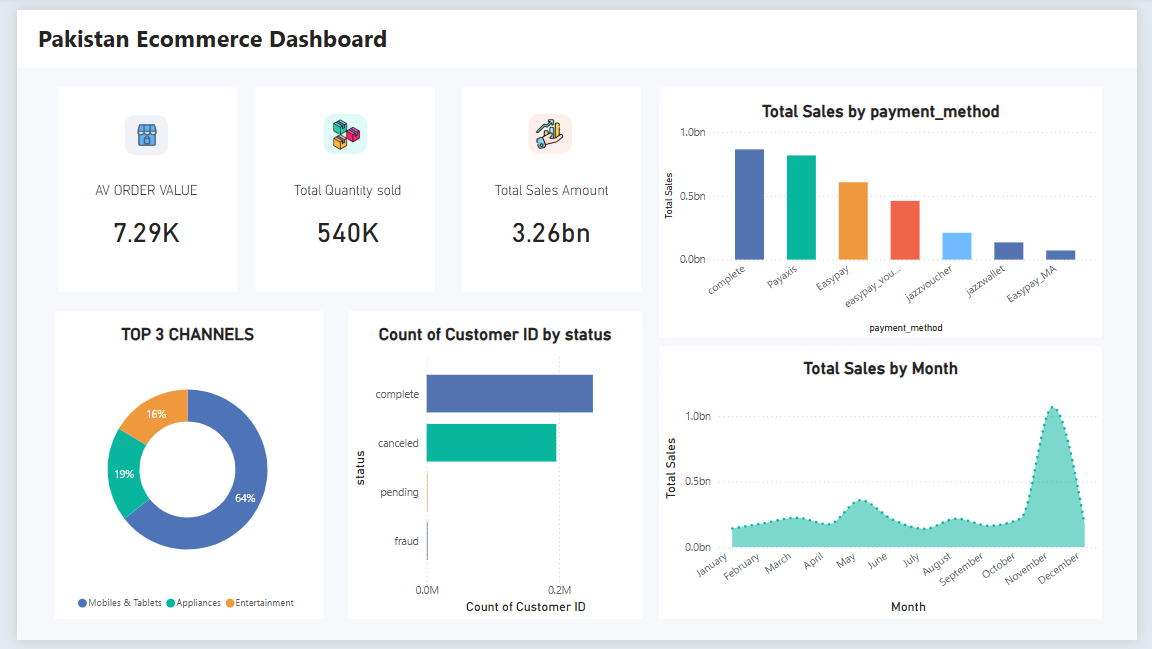 Pakistan Ecommerce Dashboard
AV ORDER VALUE
7.29K
Total Quantity sold
540K
Total Sales Amount
3.26bn
Total Sales by payment_method
1.0bn
0.5bn
0.0bn
Total Sales
complete
Payaxis
Easypay
easypay_vou...
jazzvoucher
jazzwallet
Easypay_MA
payment_method
TOP 3 CHANNELS
16%
19%
64%
Mobiles & Tablets Appliances Entertainment
Count of Customer ID by status
status
complete
canceled
pending
fraud
0.0M 0.2M
Count of Customer ID
Total Sales by Month
1.0bn
0.5bn
0.0bn
Total Sales
January
February
March
April
May
June
July
August
September
October
November
December
Month